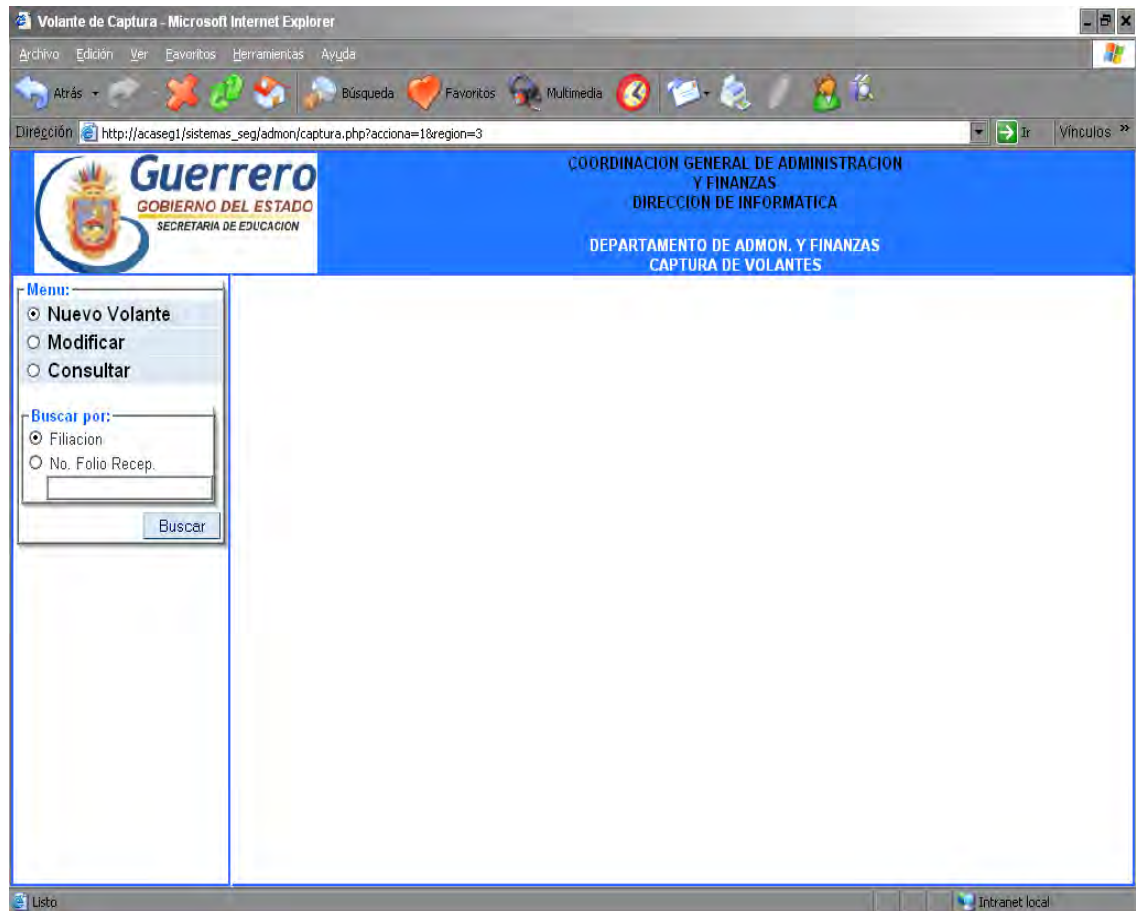 Volante de Captura - Microsoft Internet Explorer
Archivo Edición Ver Favoritos Herramientas Ayuda
Atrás Búsqueda Favoritos Multimedia
Dirección http://acaseg1/sistemas_seg/admon/captura.php?acciona=1&region=3 Ir Vínculos »
Guerrero
GOBIERNO DEL ESTADO
SECRETARIA DE EDUCACION
COORDINACION GENERAL DE ADMINISTRACION
Y FINANZAS
DIRECCION DE INFORMATICA
DEPARTAMENTO DE ADMON. Y FINANZAS
CAPTURA DE VOLANTES
Menu:
Nuevo Volante
Modificar
Consultar
Buscar por:
Filiacion
No. Folio Recep.
Buscar
Listo Intranet local